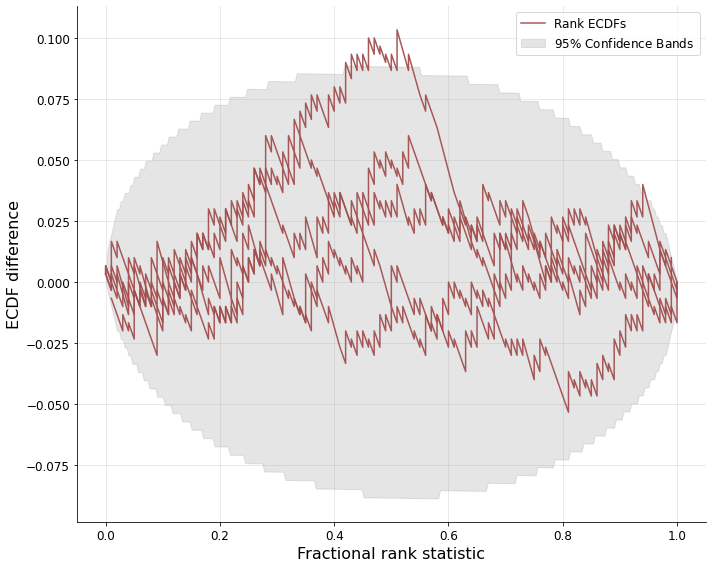 Rank ECDFs
95% Confidence Bands
ECDF difference
0.100
0.075
0.050
0.025
0.000
−0.025
−0.050
−0.075
0.0 0.2 0.4 0.6 0.8 1.0
Fractional rank statistic